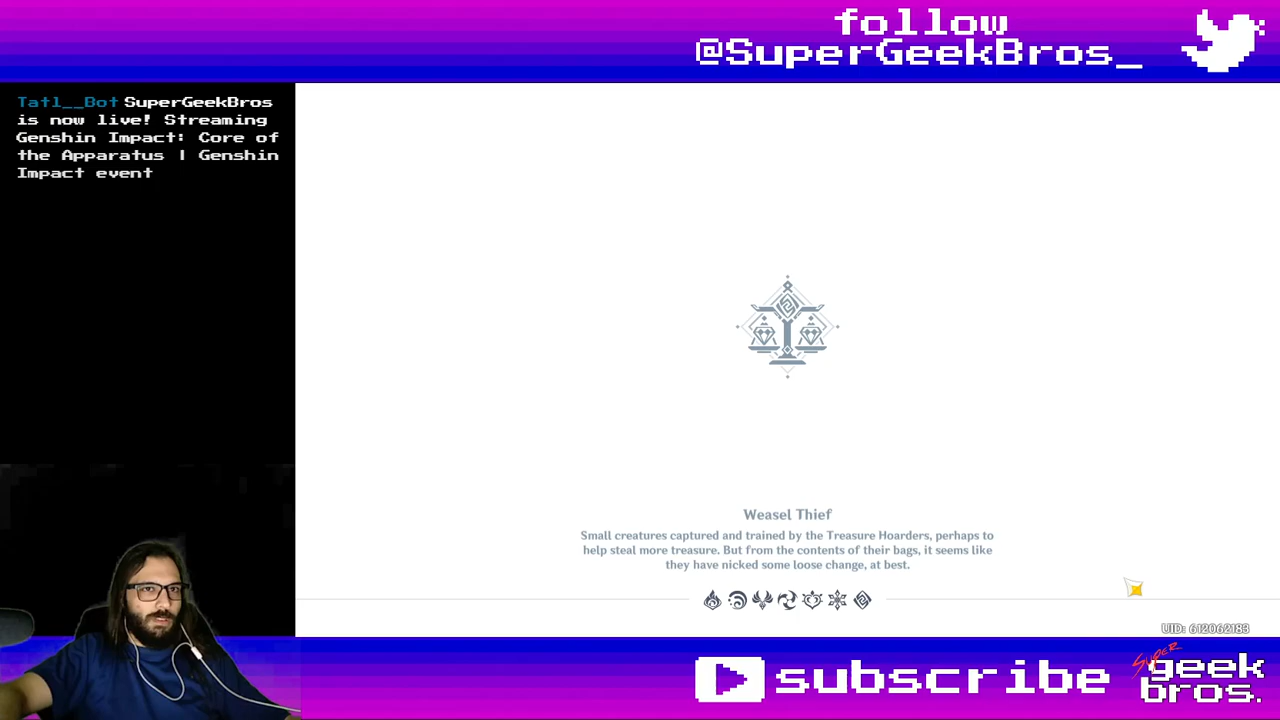 follow
@SuperGeekBros_
Tatl__Bot SuperGeekBros
is now live! Streaming
Genshin Impact: Core of
the Apparatus | Genshin
Impact event
Weasel Thief
Small creatures captured and trained by the Treasure Hoarders, perhaps to
help steal more treasure. But from the contents of their bags, it seems like
they have nicked some loose change, at best.
UID: 612062183
subscribe
SUPER
geek
bros.